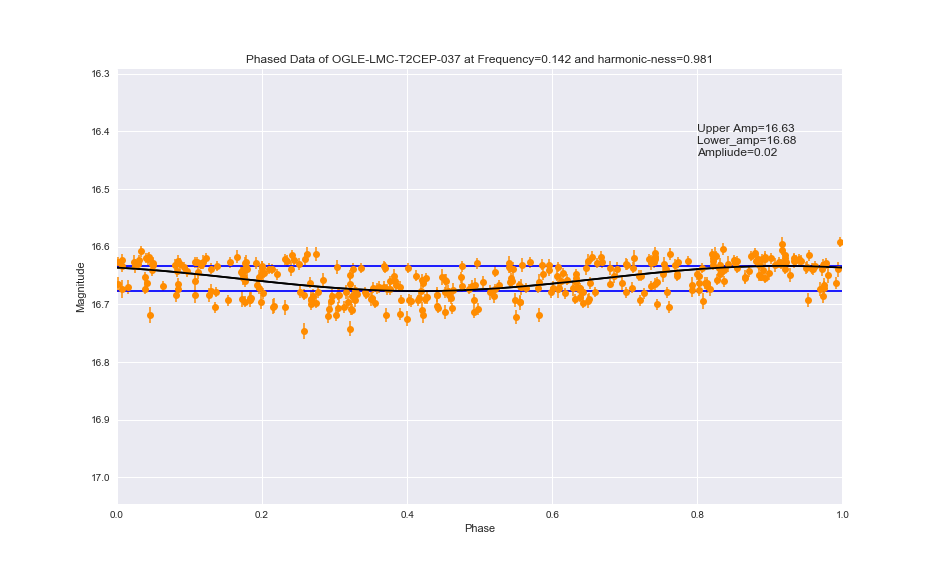 Phased Data of OGLE-LMC-T2CEP-037 at Frequency=0.142 and harmonic-ness=0.981
16.3
16.4
16.5
16.6
16.7
16.8
16.9
17.0
Magnitude
Upper Amp=16.63
Lower_amp=16.68
Ampliude=0.02
0.0
0.2
0.4
0.6
0.8
1.0
Phase